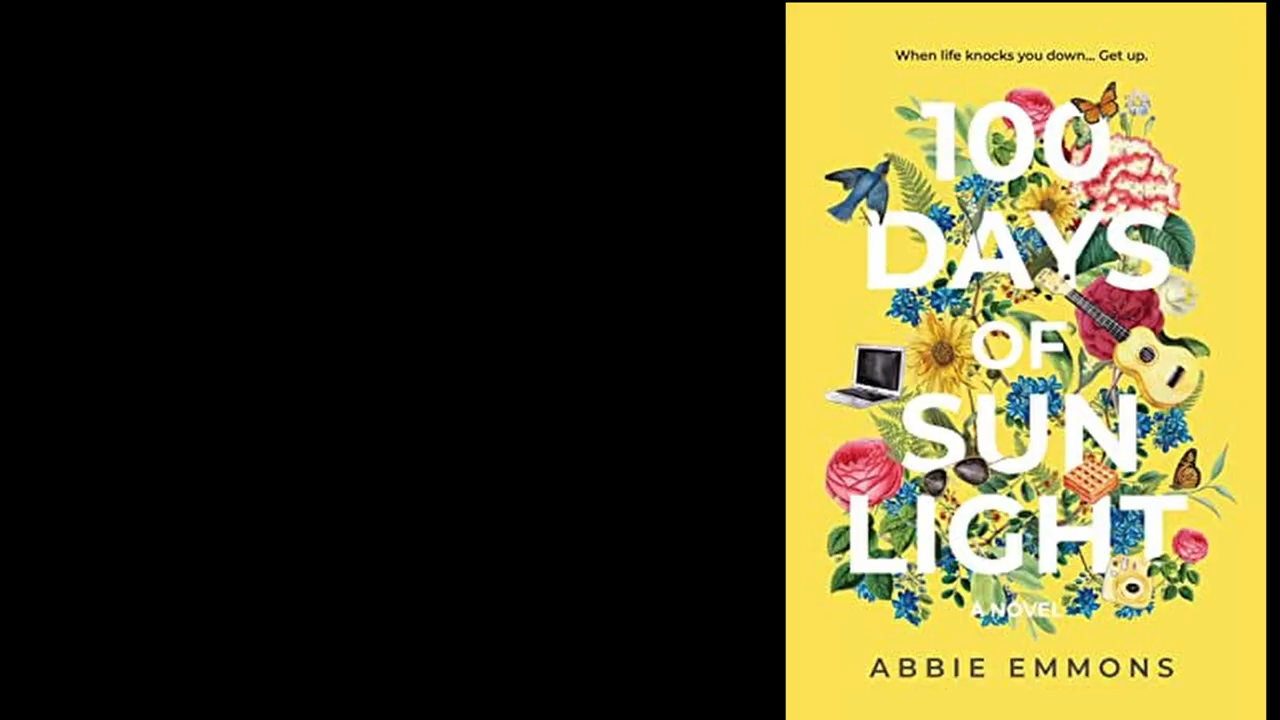 When life knocks you down... Get up.
100
DAYS
OF
SUN
LIGHT
A NOVEL
ABBIE EMMONS